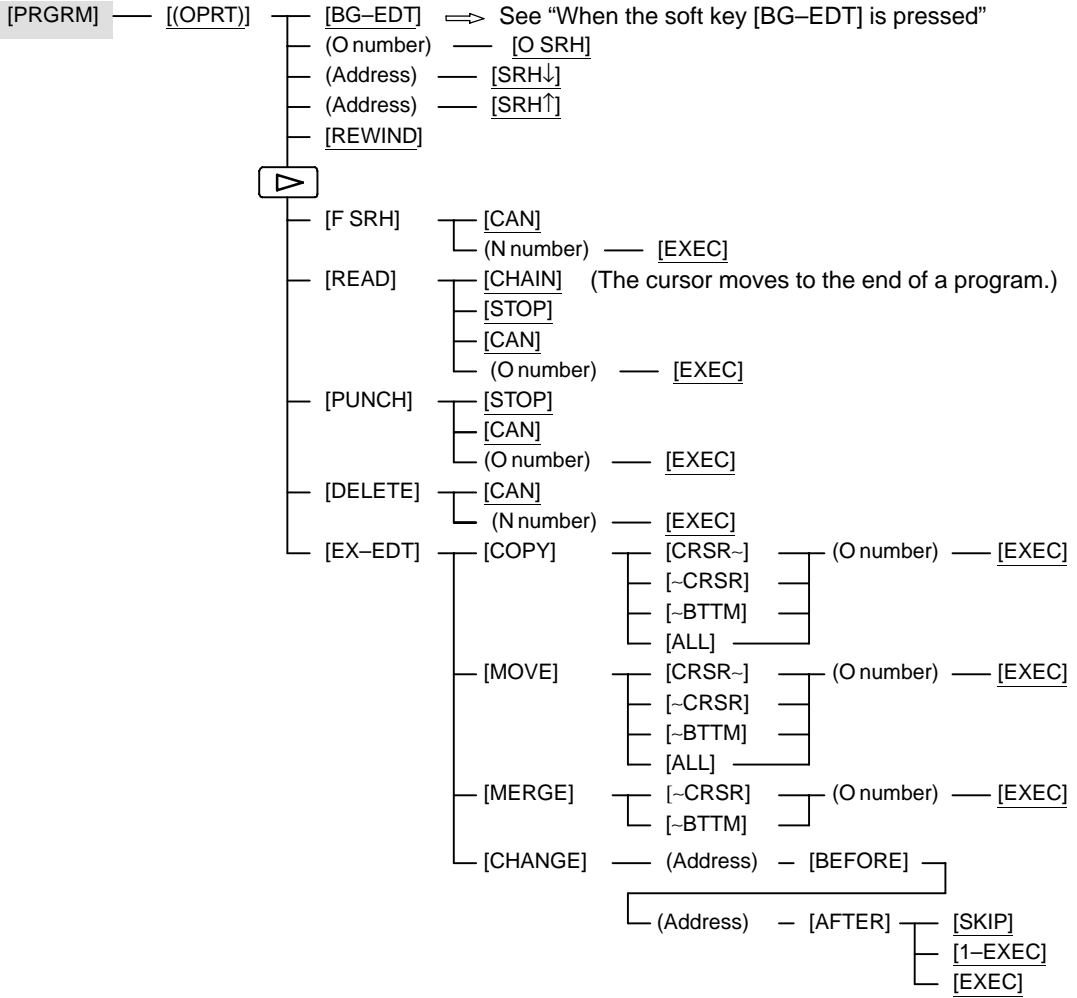 [PRGRM] [(OPRT)] [BG–EDT] See “When the soft key [BG–EDT] is pressed”
(O number) [O SRH]
(Address) [SRH↓]
(Address) [SRH↑]
[REWIND]
[F SRH] [CAN]
(N number) [EXEC]
[READ] [CHAIN] (The cursor moves to the end of a program.)
[STOP]
[CAN]
(O number) [EXEC]
[PUNCH] [STOP]
[CAN]
(O number) [EXEC]
[DELETE] [CAN]
(N number) [EXEC]
[EX–EDT] [COPY] [CRSR~] (O number) [EXEC]
[~CRSR]
[~BTTM]
[ALL]
[MOVE] [CRSR~] (O number) [EXEC]
[~CRSR]
[~BTTM]
[ALL]
[MERGE] [~CRSR] (O number) [EXEC]
[~BTTM]
[CHANGE] (Address) [BEFORE]
(Address) [AFTER] [SKIP]
[1–EXEC]
[EXEC]